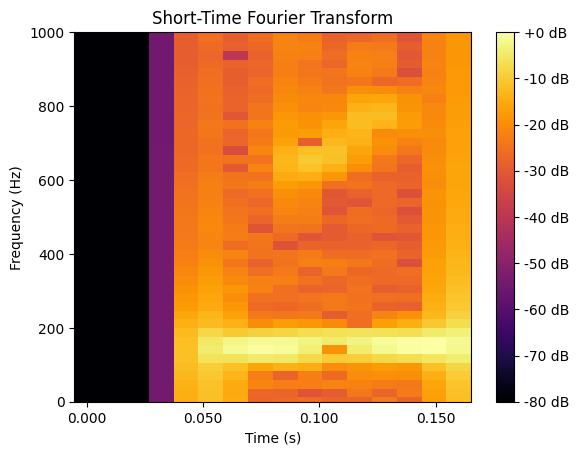 Short-Time Fourier Transform
Frequency (Hz)
1000
800
600
400
200
0
0.000 0.050 0.100 0.150
Time (s)
+0 dB
-10 dB
-20 dB
-30 dB
-40 dB
-50 dB
-60 dB
-70 dB
-80 dB